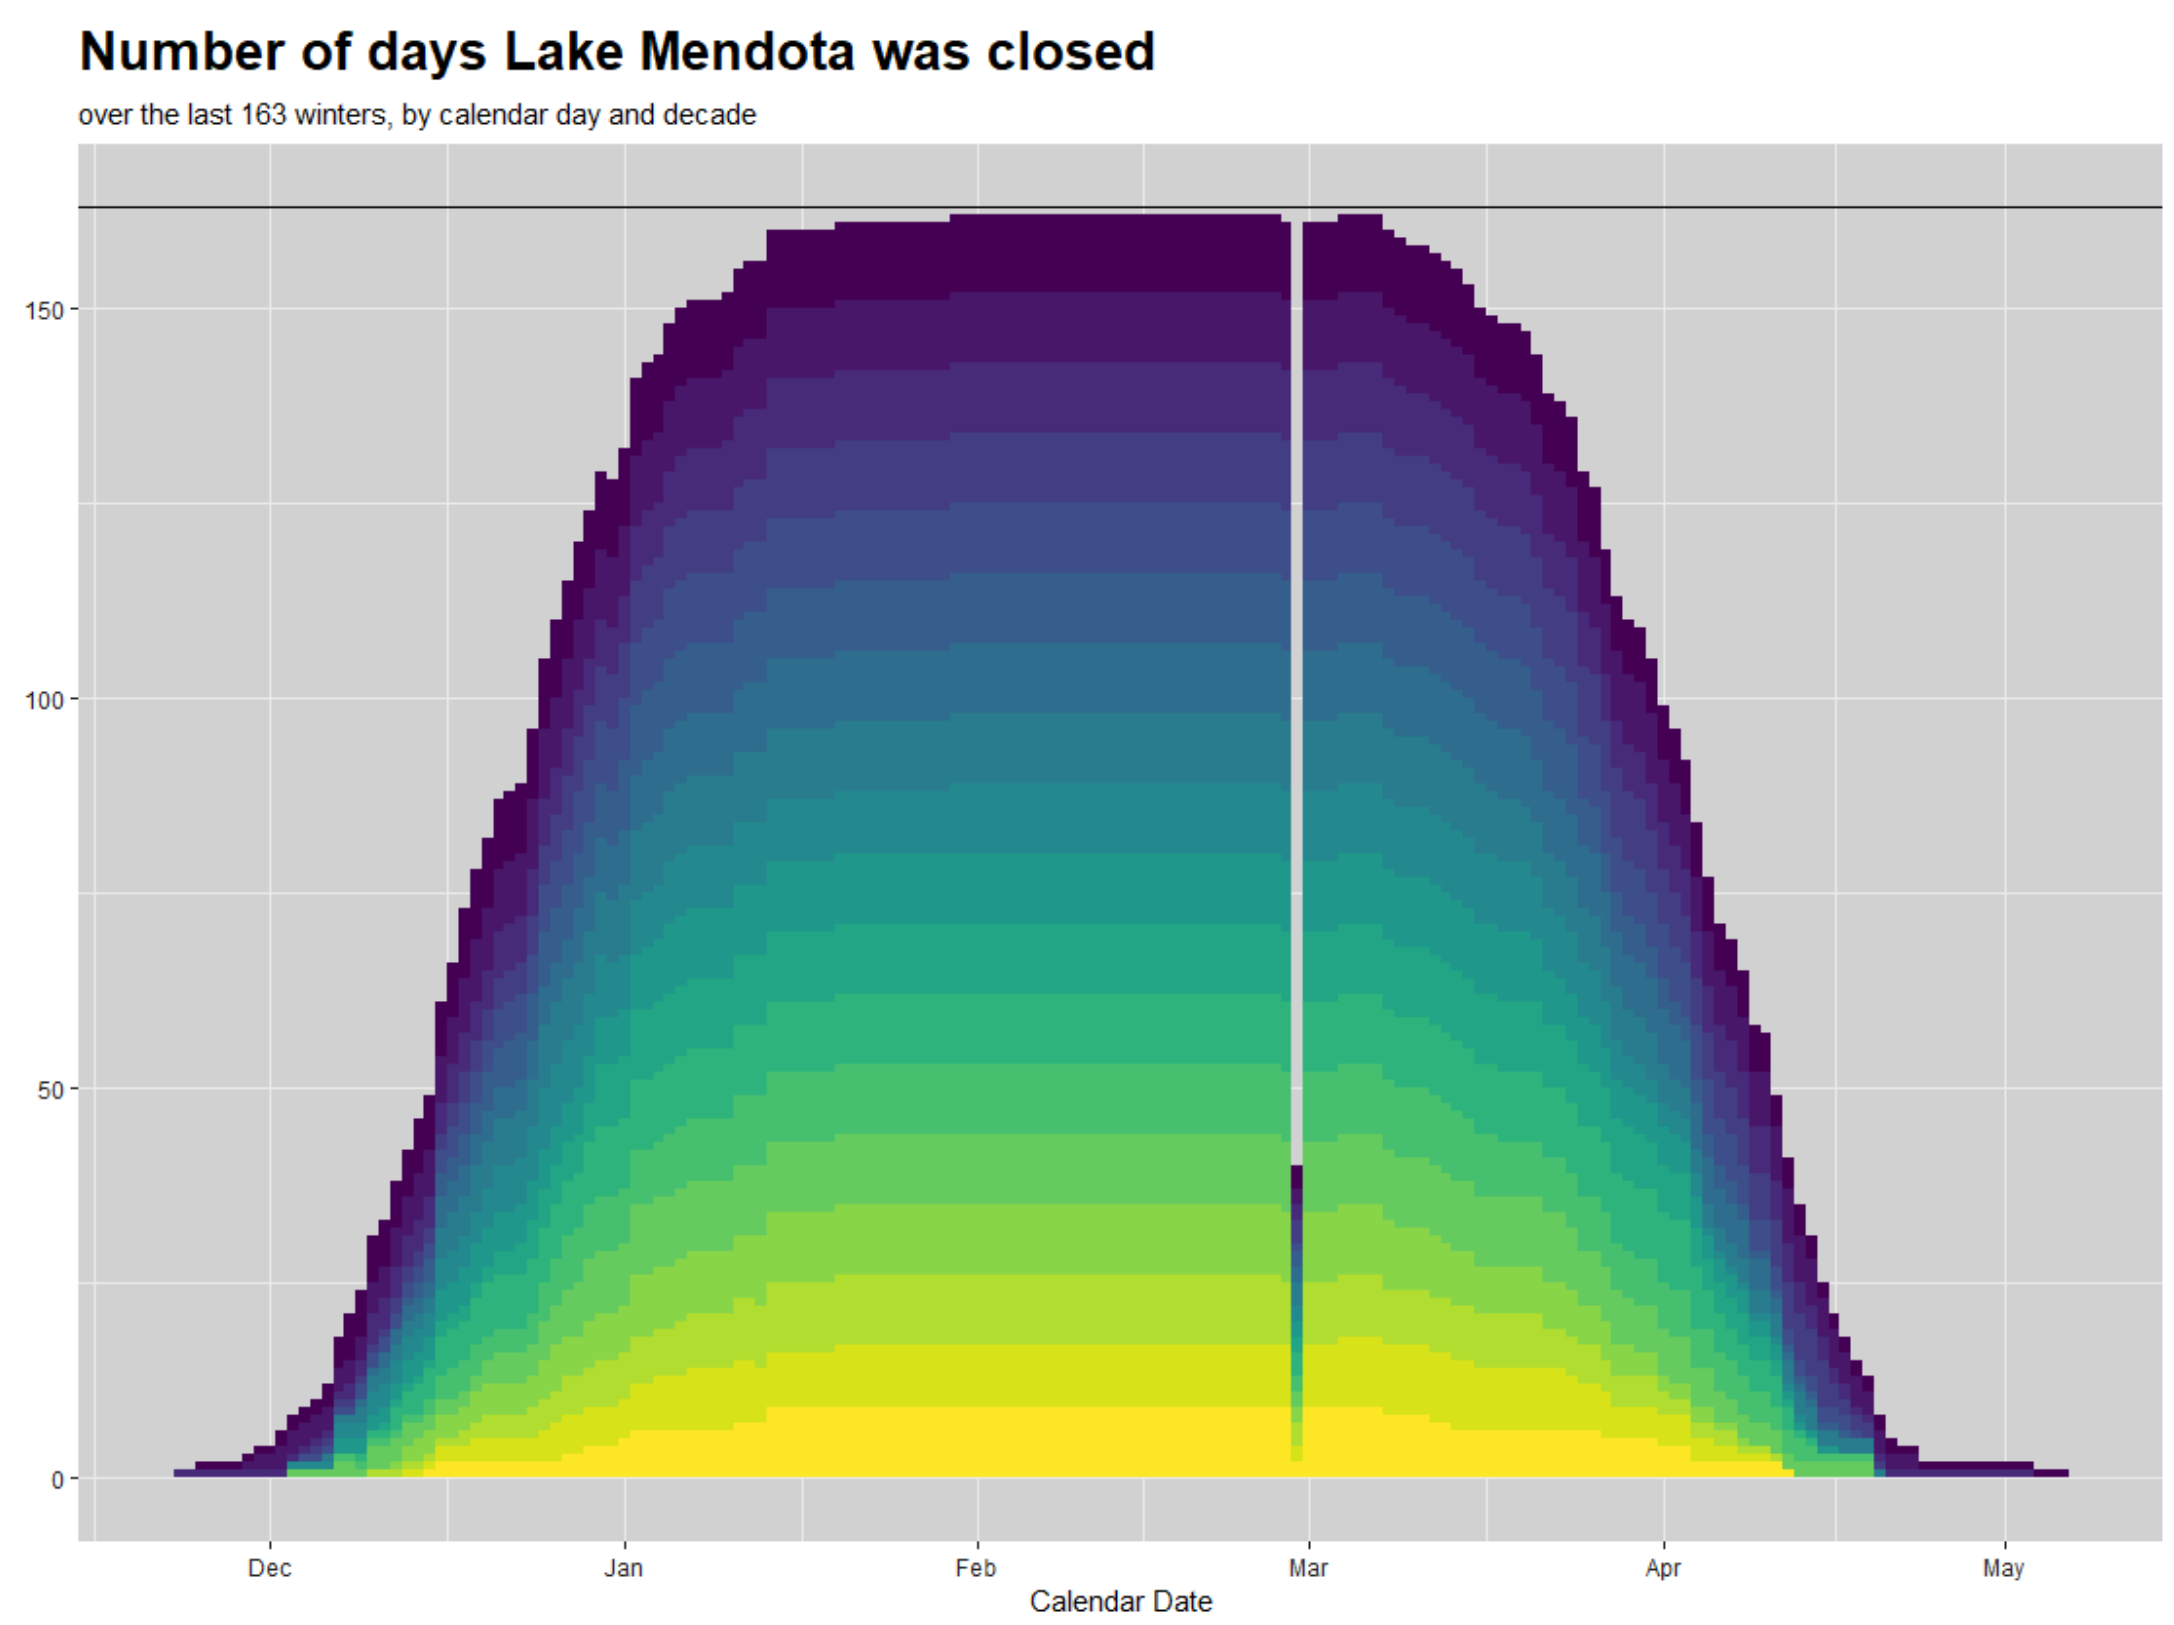 Number of days Lake Mendota was closed
over the last 163 winters, by calendar day and decade
150
100
50
0
Dec Jan Feb Mar Apr May
Calendar Date